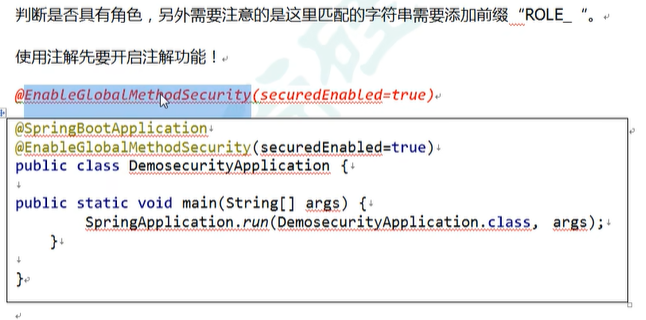 判断是否具有角色，另外需要注意的是这里匹配的字符串需要添加前缀 “ROLE_ “。
使用注解先要开启注解功能！
@EnableGlobalMethodSecurity(securedEnabled=true)
@SpringBootApplication
@EnableGlobalMethodSecurity(securedEnabled=true)
public class DemosecurityApplication {
public static void main(String[] args) {
SpringApplication.run(DemosecurityApplication.class, args);
}
}